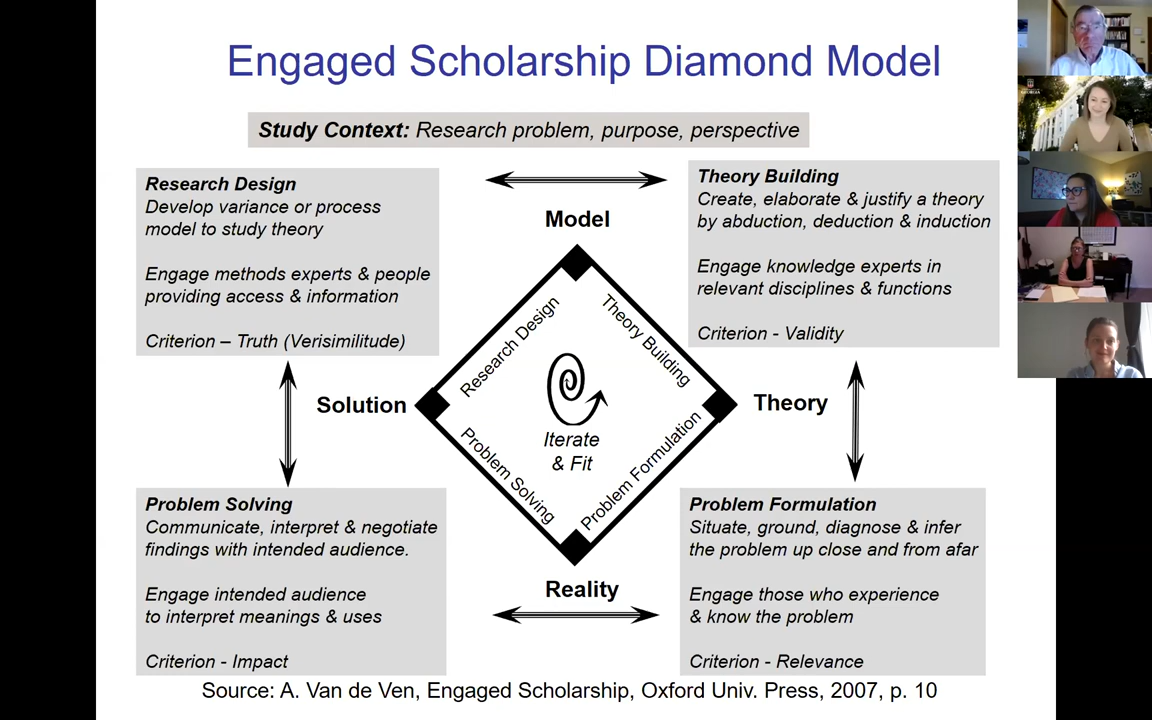 Engaged Scholarship Diamond Model
Study Context: Research problem, purpose, perspective
Research Design
Develop variance or process
model to study theory
Engage methods experts & people
providing access & information
Criterion – Truth (Verisimilitude)
Theory Building
Create, elaborate & justify a theory
by abduction, deduction & induction
Engage knowledge experts in
relevant disciplines & functions
Criterion - Validity
Model
Research Design
Theory Building
Solution
Theory
Iterate
& Fit
Problem Solving
Problem Formulation
Reality
Problem Solving
Communicate, interpret & negotiate
findings with intended audience.
Engage intended audience
to interpret meanings & uses
Criterion - Impact
Problem Formulation
Situate, ground, diagnose & infer
the problem up close and from afar
Engage those who experience
& know the problem
Criterion - Relevance
Source: A. Van de Ven, Engaged Scholarship, Oxford Univ. Press, 2007, p. 10